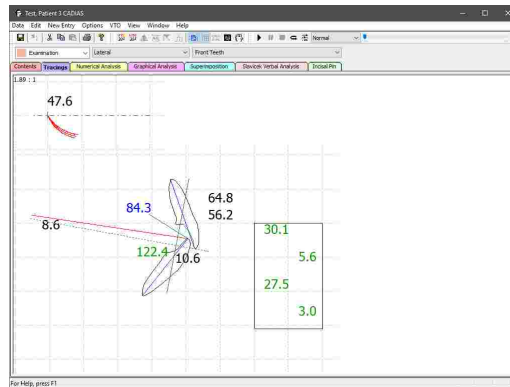 Test, Patient 3 CADIAS
Data Edit New Entry Options VTO View Window Help
Normal
Examination Lateral Front Teeth
Contents Tracings Numerical Analysis Graphical Analysis Superimposition Slavicek Verbal Analysis Incisal Pin
1.89 : 1
47.6
84.3
64.8
56.2
8.6
30.1
122.4
10.6
5.6
27.5
3.0
For Help, press F1